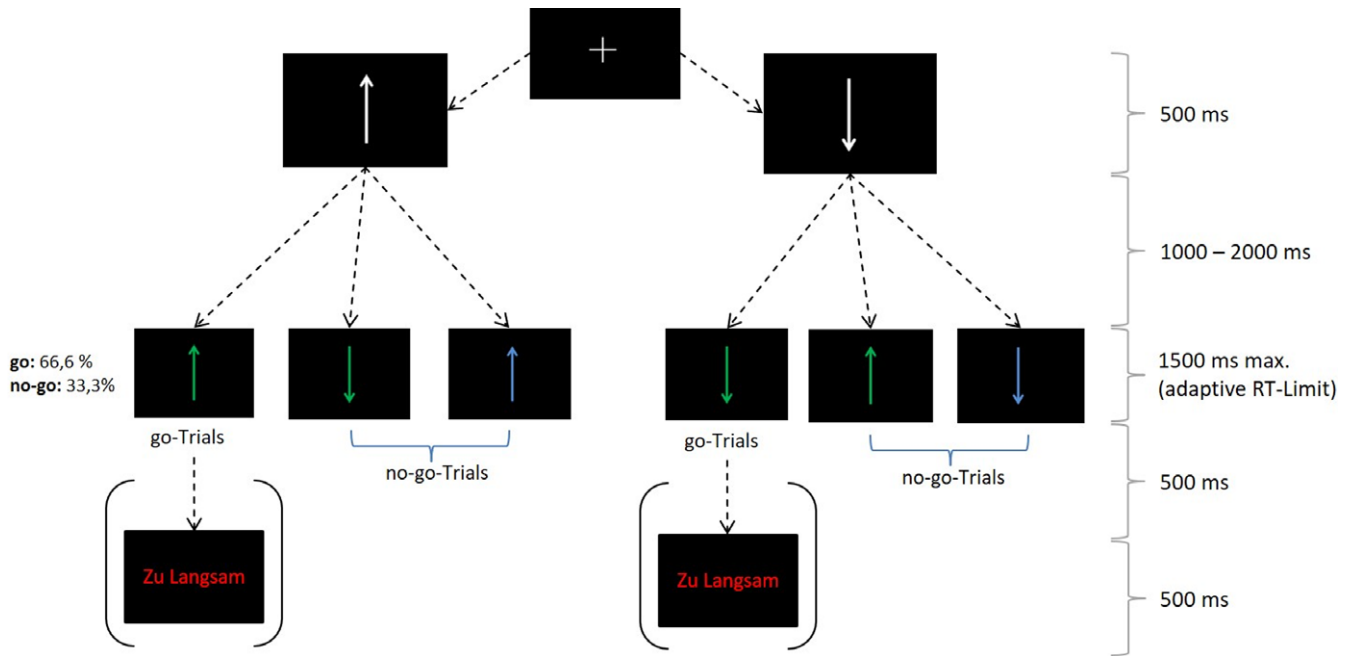 500 ms
1000 – 2000 ms
go: 66,6 %
no-go: 33,3%
1500 ms max.
(adaptive RT-Limit)
go-Trials
no-go-Trials
go-Trials
no-go-Trials
500 ms
Zu Langsam
Zu Langsam
500 ms